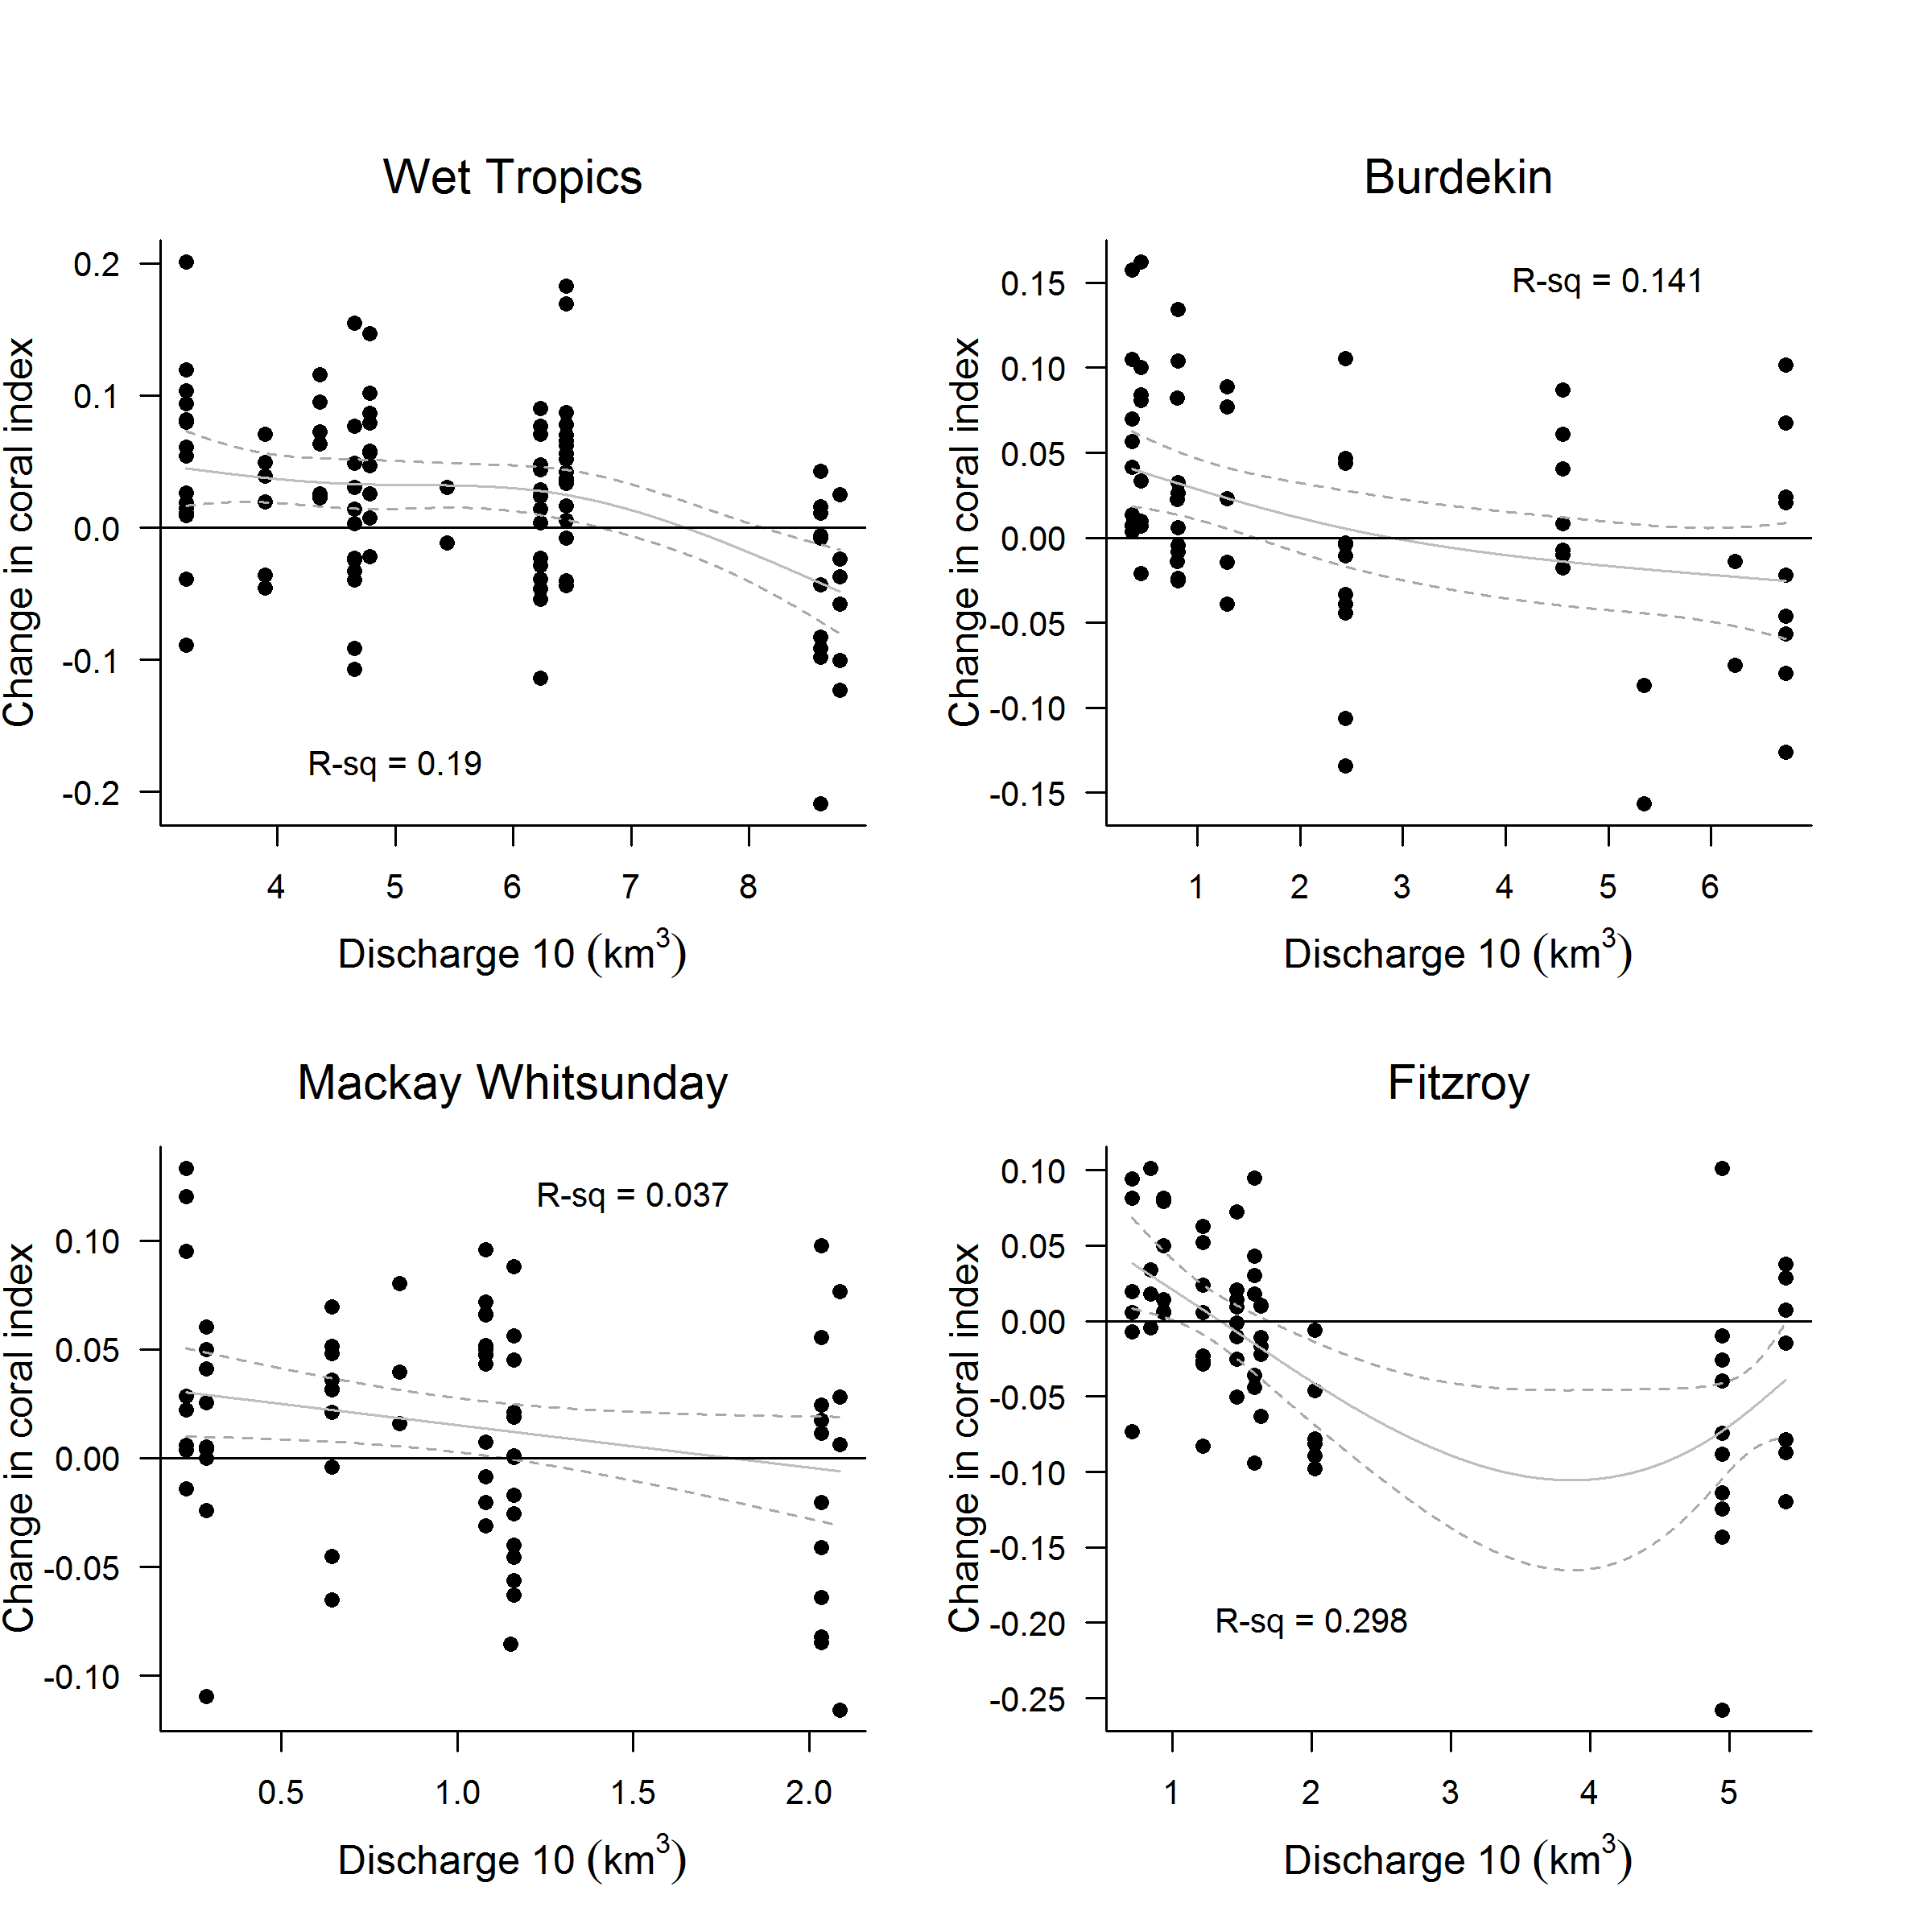 Wet Tropics
Change in coral index
0.2
0.1
0.0
-0.1
-0.2
R-sq = 0.19
4 5 6 7 8
Discharge 10 (km³)
Burdekin
Change in coral index
0.15
0.10
0.05
0.00
-0.05
-0.10
-0.15
R-sq = 0.141
1 2 3 4 5 6
Discharge 10 (km³)
Mackay Whitsunday
Change in coral index
0.10
0.05
0.00
-0.05
-0.10
R-sq = 0.037
0.5 1.0 1.5 2.0
Discharge 10 (km³)
Fitzroy
Change in coral index
0.10
0.05
0.00
-0.05
-0.10
-0.15
-0.20
-0.25
R-sq = 0.298
1 2 3 4 5
Discharge 10 (km³)